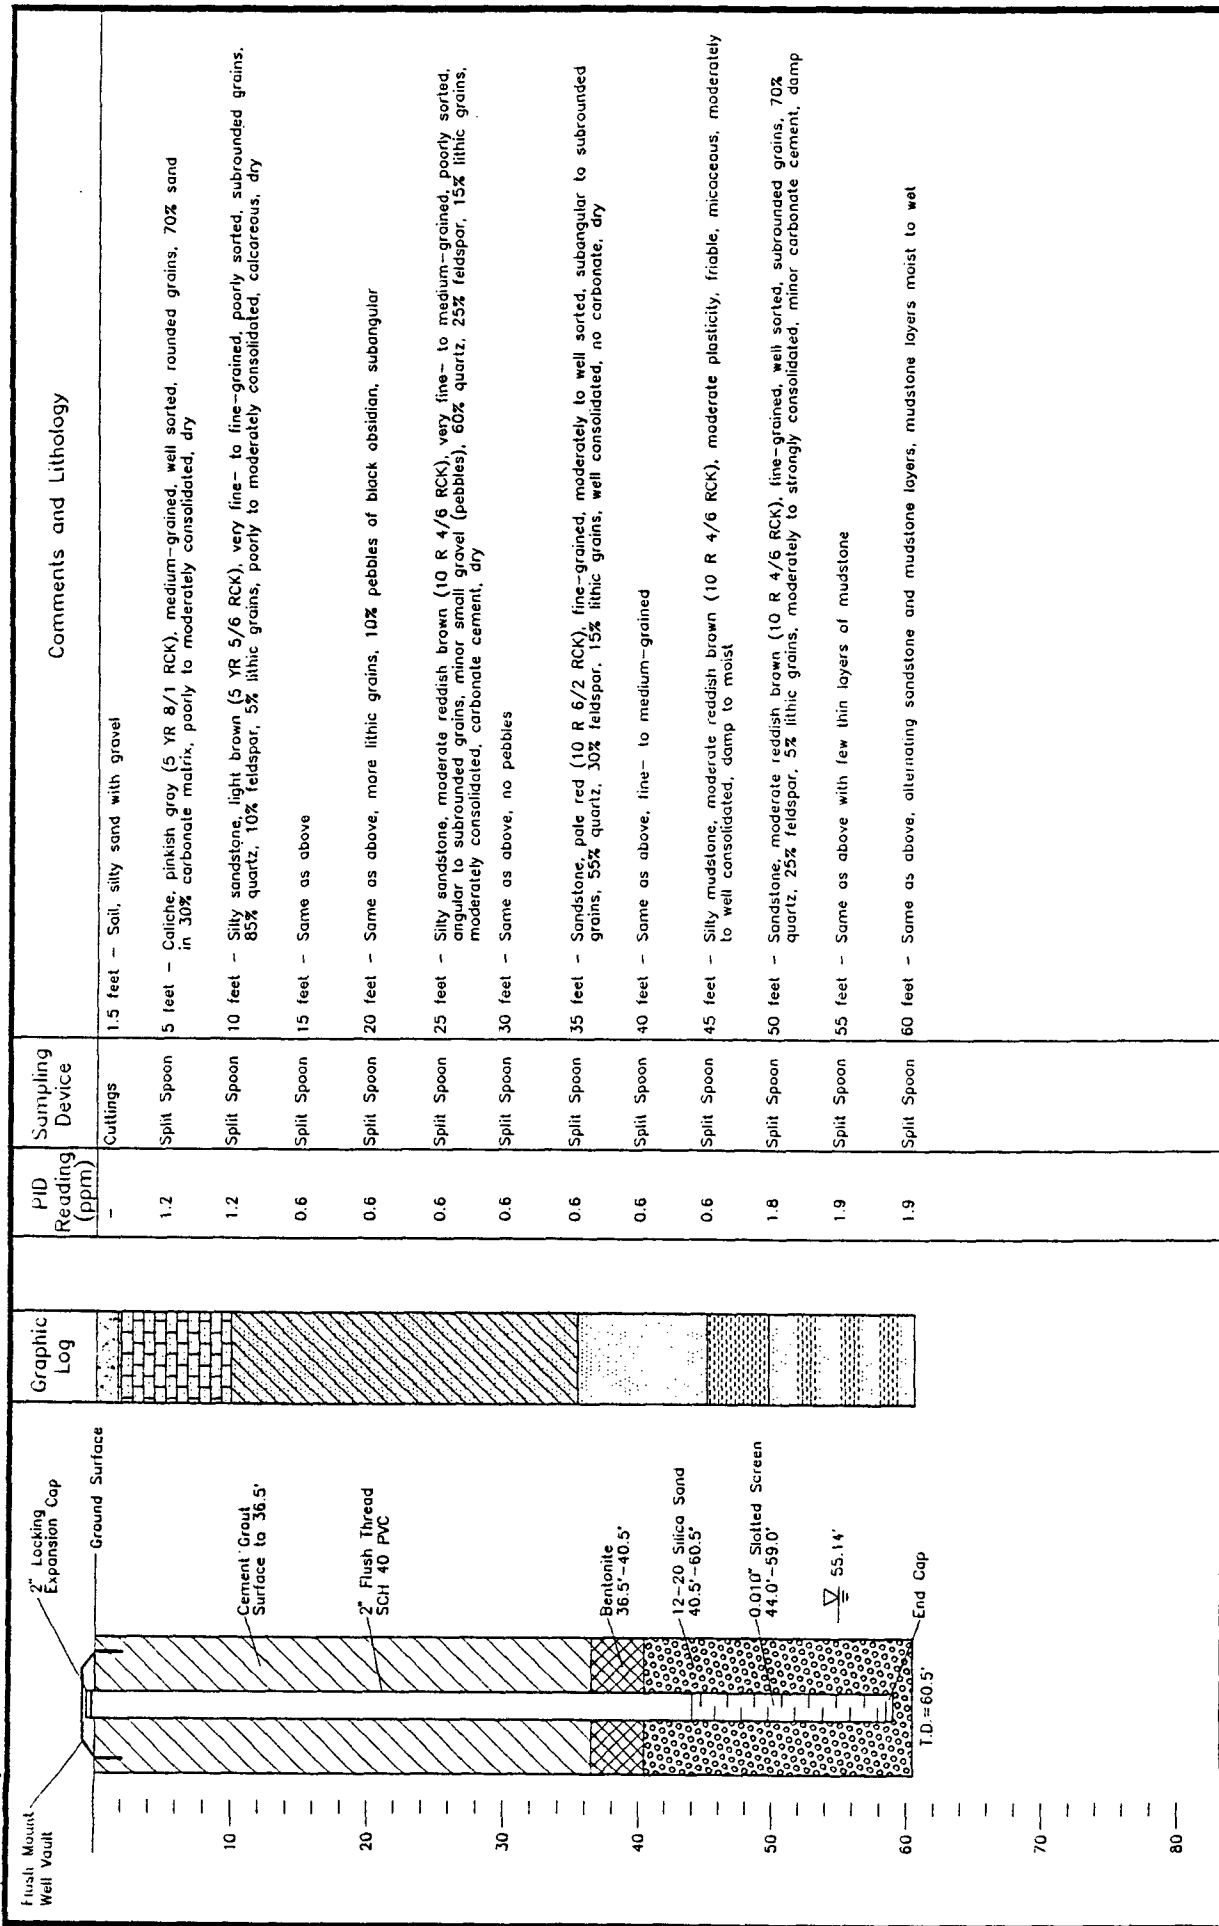 Flush Mount
Well Vault
2" Locking
Expansion Cap
Ground Surface
Cement Grout
Surface to 36.5'
2" Flush Thread
SCH 40 PVC
Bentonite
36.5'-40.5'
12-20 Silica Sand
40.5'-60.5'
0.010" Slotted Screen
44.0'-59.0'
55.14'
End Cap
T.D.=60.5'
10
20
30
40
50
60
70
80
Graphic
Log
PID
Reading
(ppm)
Sampling
Device
Comments and Lithology
- Cuttings 1.5 feet - Soil, silty sand with gravel
1.2 Split Spoon 5 feet - Caliche, pinkish gray (5 YR 8/1 RCK), medium-grained, well sorted, rounded grains, 70% sand
in 30% carbonate matrix, poorly to moderately consolidated, dry
1.2 Split Spoon 10 feet - Silty sandstone, light brown (5 YR 5/6 RCK), very fine- to fine-grained, poorly sorted, subrounded grains,
85% quartz, 10% feldspar, 5% lithic grains, poorly to moderately consolidated, calcareous, dry
0.6 Split Spoon 15 feet - Same as above
0.6 Split Spoon 20 feet - Same as above, more lithic grains, 10% pebbles of black obsidian, subangular
0.6 Split Spoon 25 feet - Silty sandstone, moderate reddish brown (10 R 4/6 RCK), very fine- to medium-grained, poorly sorted,
angular to subrounded grains, minor small gravel (pebbles), 60% quartz, 25% feldspar, 15% lithic grains,
moderately consolidated, carbonate cement, dry
0.6 Split Spoon 30 feet - Same as above, no pebbles
0.6 Split Spoon 35 feet - Sandstone, pale red (10 R 6/2 RCK), fine-grained, moderately to well sorted, subangular to subrounded
grains, 55% quartz, 30% feldspar, 15% lithic grains, well consolidated, no carbonate, dry
0.6 Split Spoon 40 feet - Same as above, fine- to medium-grained
0.6 Split Spoon 45 feet - Silty mudstone, moderate reddish brown (10 R 4/6 RCK), moderate plasticity, friable, micaceous, moderately
to well consolidated, damp to moist
1.8 Split Spoon 50 feet - Sandstone, moderate reddish brown (10 R 4/6 RCK), fine-grained, well sorted, subrounded grains, 70%
quartz, 25% feldspar, 5% lithic grains, moderately to strongly consolidated, minor carbonate cement, damp
1.9 Split Spoon 55 feet - Same as above with few thin layers of mudstone
1.9 Split Spoon 60 feet - Same as above, alternating sandstone and mudstone layers, mudstone layers moist to wet